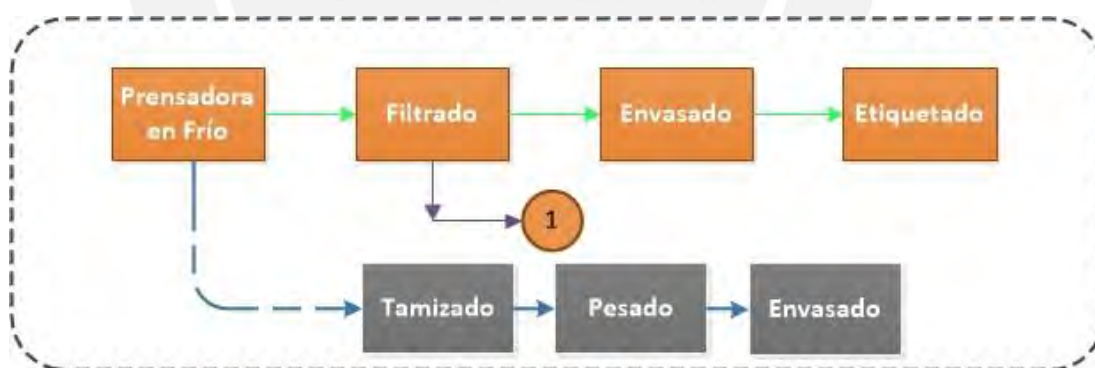 Prensadora
en Frío
Filtrado
Envasado
Etiquetado
1
Tamizado
Pesado
Envasado